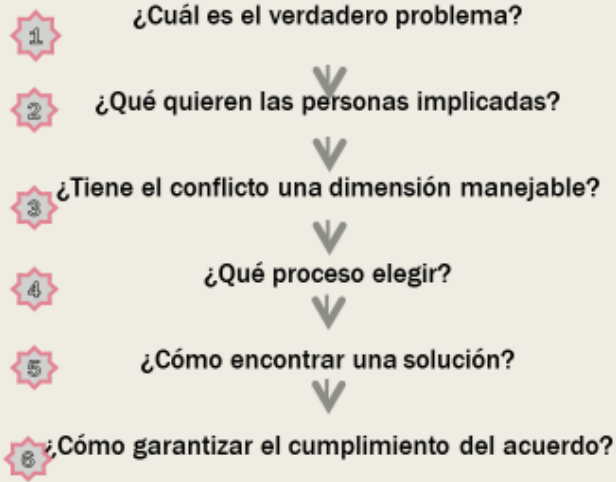 1 ¿Cuál es el verdadero problema?
2 ¿Qué quieren las personas implicadas?
3 ¿Tiene el conflicto una dimensión manejable?
4 ¿Qué proceso elegir?
5 ¿Cómo encontrar una solución?
6 ¿Cómo garantizar el cumplimiento del acuerdo?